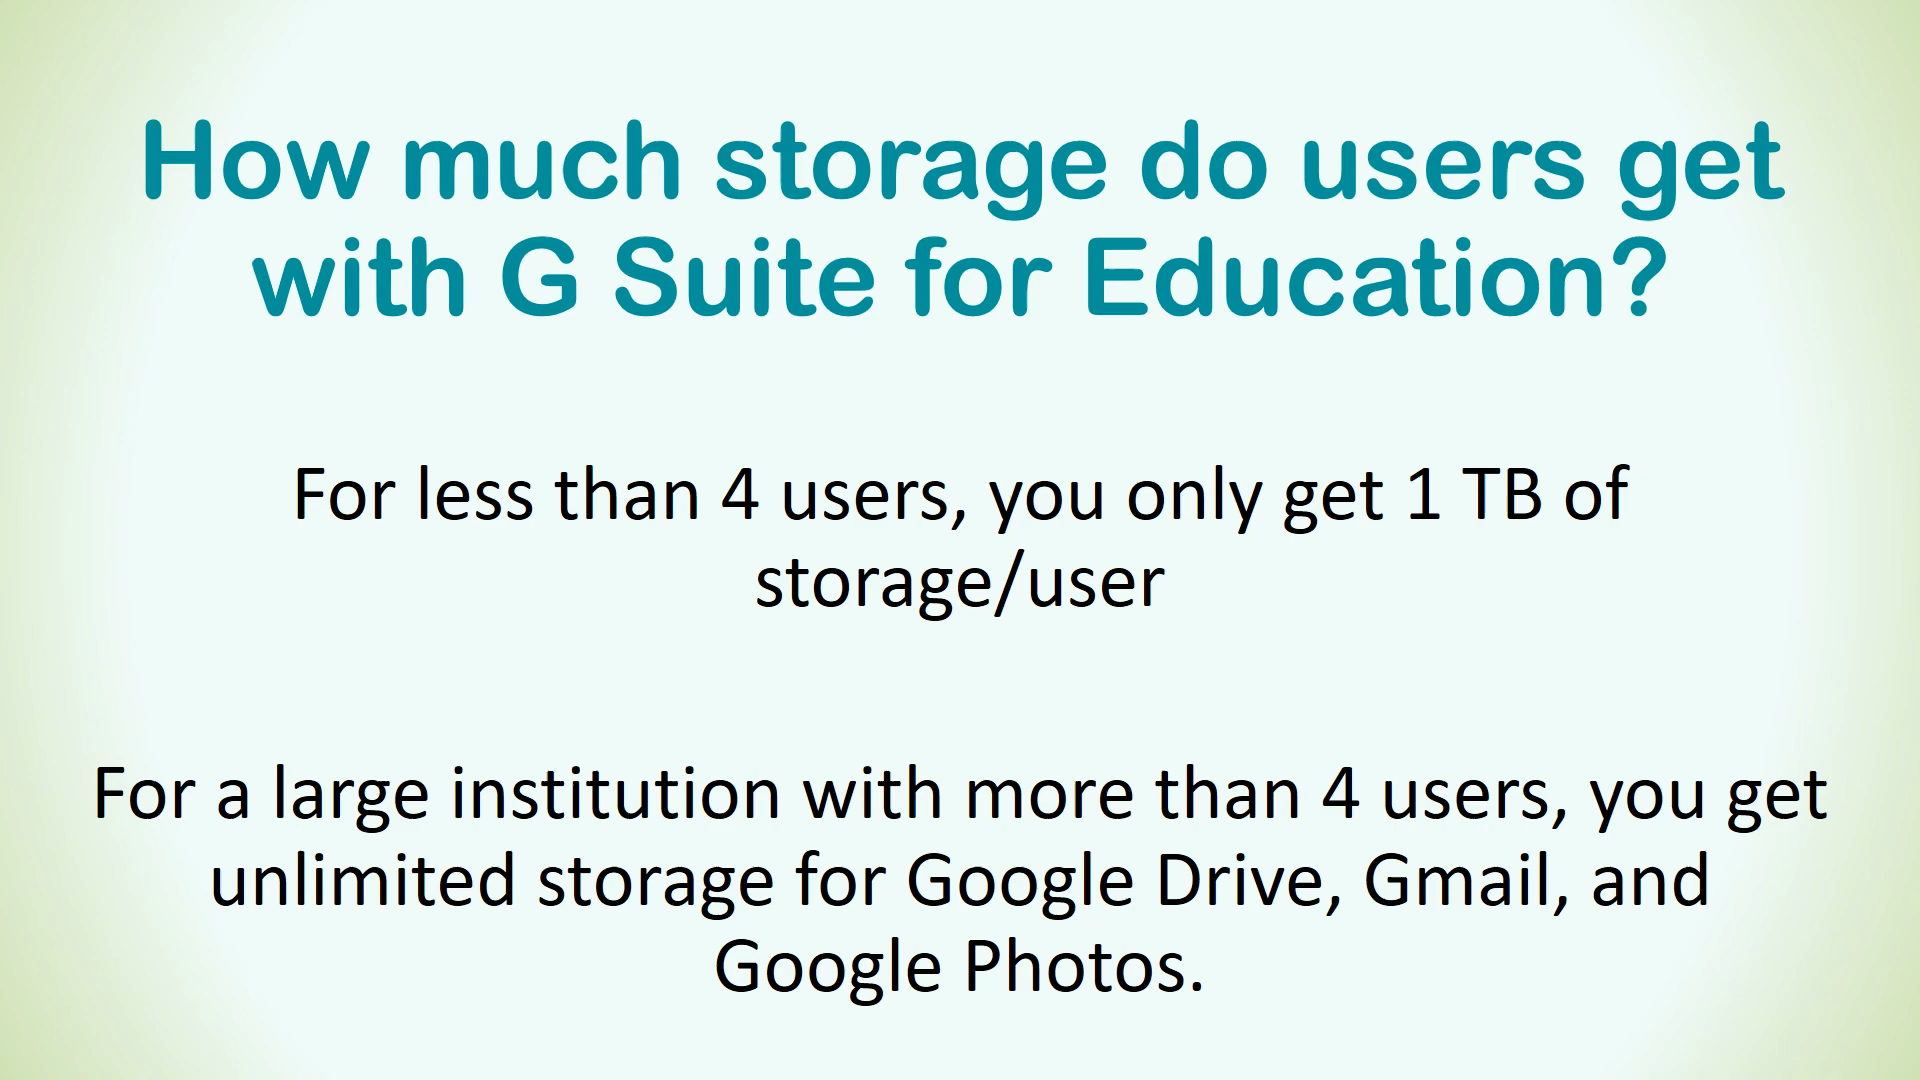 How much storage do users get
with G Suite for Education?
For less than 4 users, you only get 1 TB of
storage/user
For a large institution with more than 4 users, you get
unlimited storage for Google Drive, Gmail, and
Google Photos.